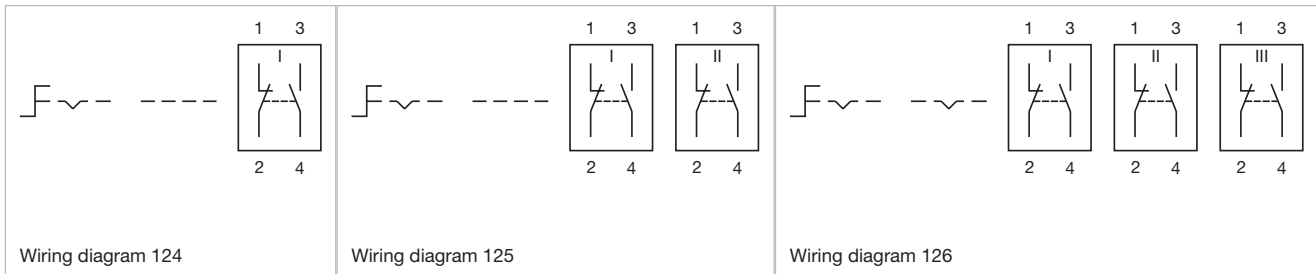 1 3
I
2 4
Wiring diagram 124
1 3 1 3
I II
2 4 2 4
Wiring diagram 125
1 3 1 3 1 3
I II III
2 4 2 4 2 4
Wiring diagram 126